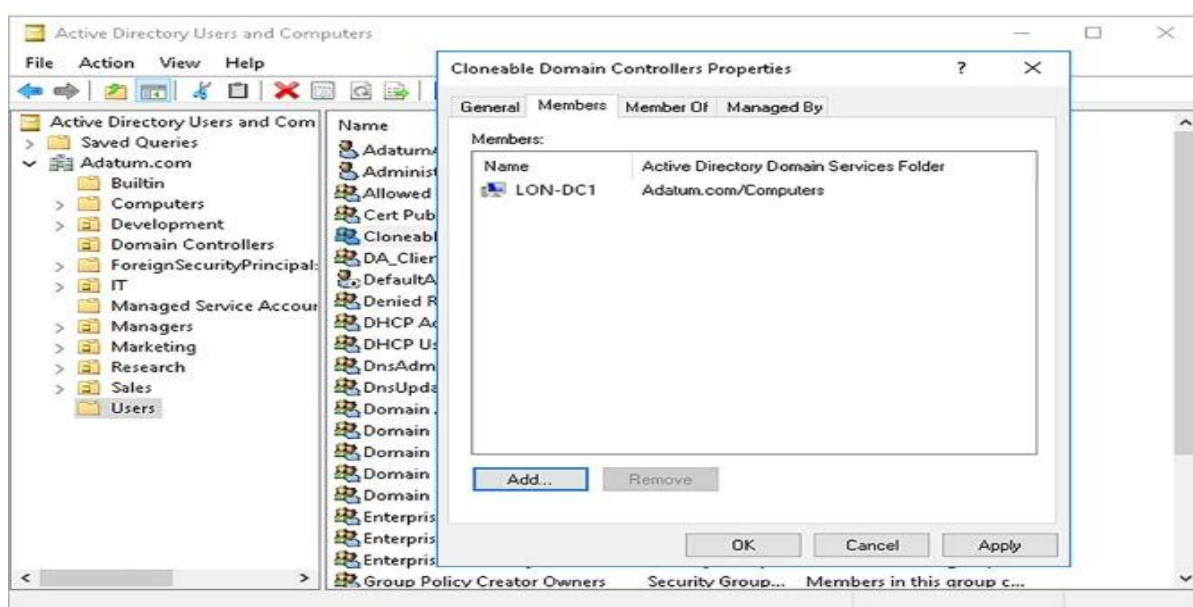 Active Directory Users and Computers
File Action View Help
Active Directory Users and Com
Saved Queries
Adatum.com
Builtin
Computers
Development
Domain Controllers
ForeignSecurityPrincipal:
IT
Managed Service Accour
Managers
Marketing
Research
Sales
Users
Name
AdatumA
Administ
Allowed
Cert Pub
Cloneabl
DA_Clier
DefaultA
Denied R
DHCP Ac
DHCP Us
DnsAdm
DnsUpda
Domain
Domain
Domain
Domain
Domain
Enterpris
Enterpris
Enterpris
Group Policy Creator Owners Security Group... Members in this group c...
Cloneable Domain Controllers Properties ?
General Members Member Of Managed By
Members:
Name Active Directory Domain Services Folder
LON-DC1 Adatum.com/Computers
Add... Remove
OK Cancel Apply